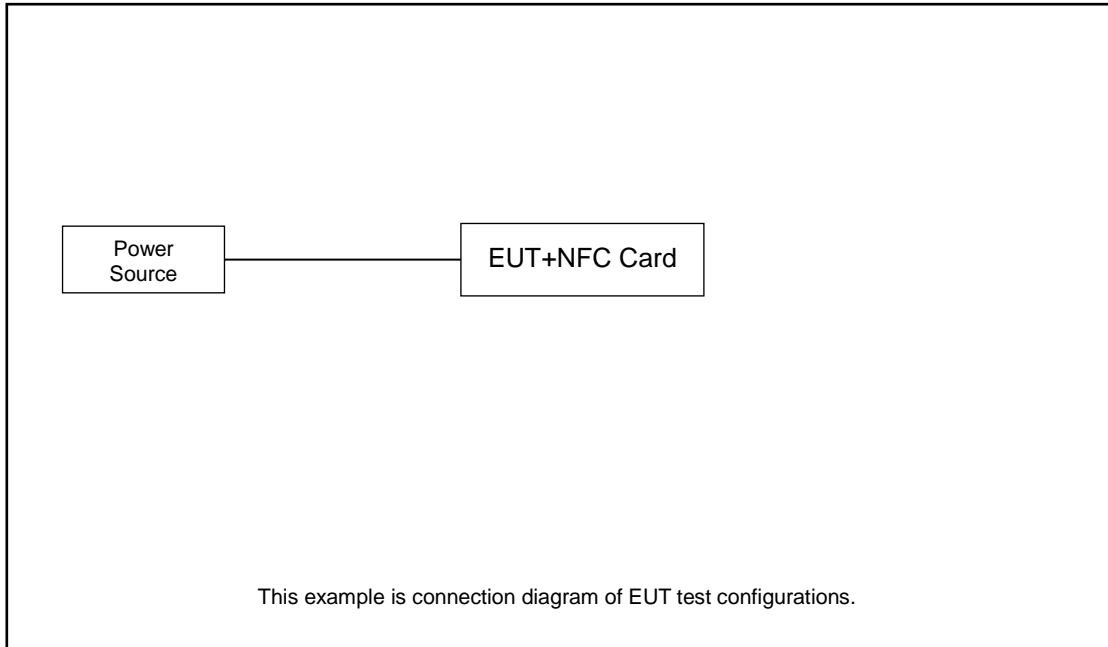 Power
Source
EUT+NFC Card
This example is connection diagram of EUT test configurations.